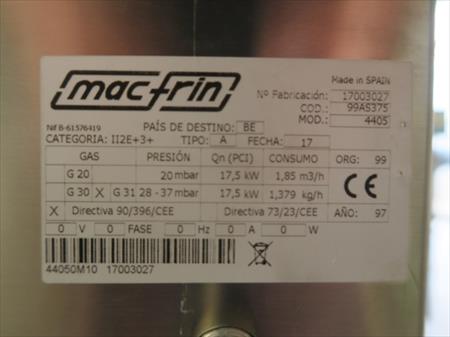 macfrin
Made in SPAIN
Nº Fabricación: 17003027
COD.: 99AS375
MOD.: 4405
Nif B-61576419
PAÍS DE DESTINO: BE
CATEGORIA: II2E+3+ TIPO: A FECHA: 17
GAS PRESIÓN Qn (PCI) CONSUMO ORG: 99
G 20 20 mbar 17,5 kW 1,85 m3/h
G 30 X G 31 28 - 37 mbar 17,5 kW 1,379 kg/h
CE
X Directiva 90/396/CEE Directiva 73/23/CEE AÑO: 97
0 V 0 FASE 0 Hz 0 A 0 W
44050M10 17003027